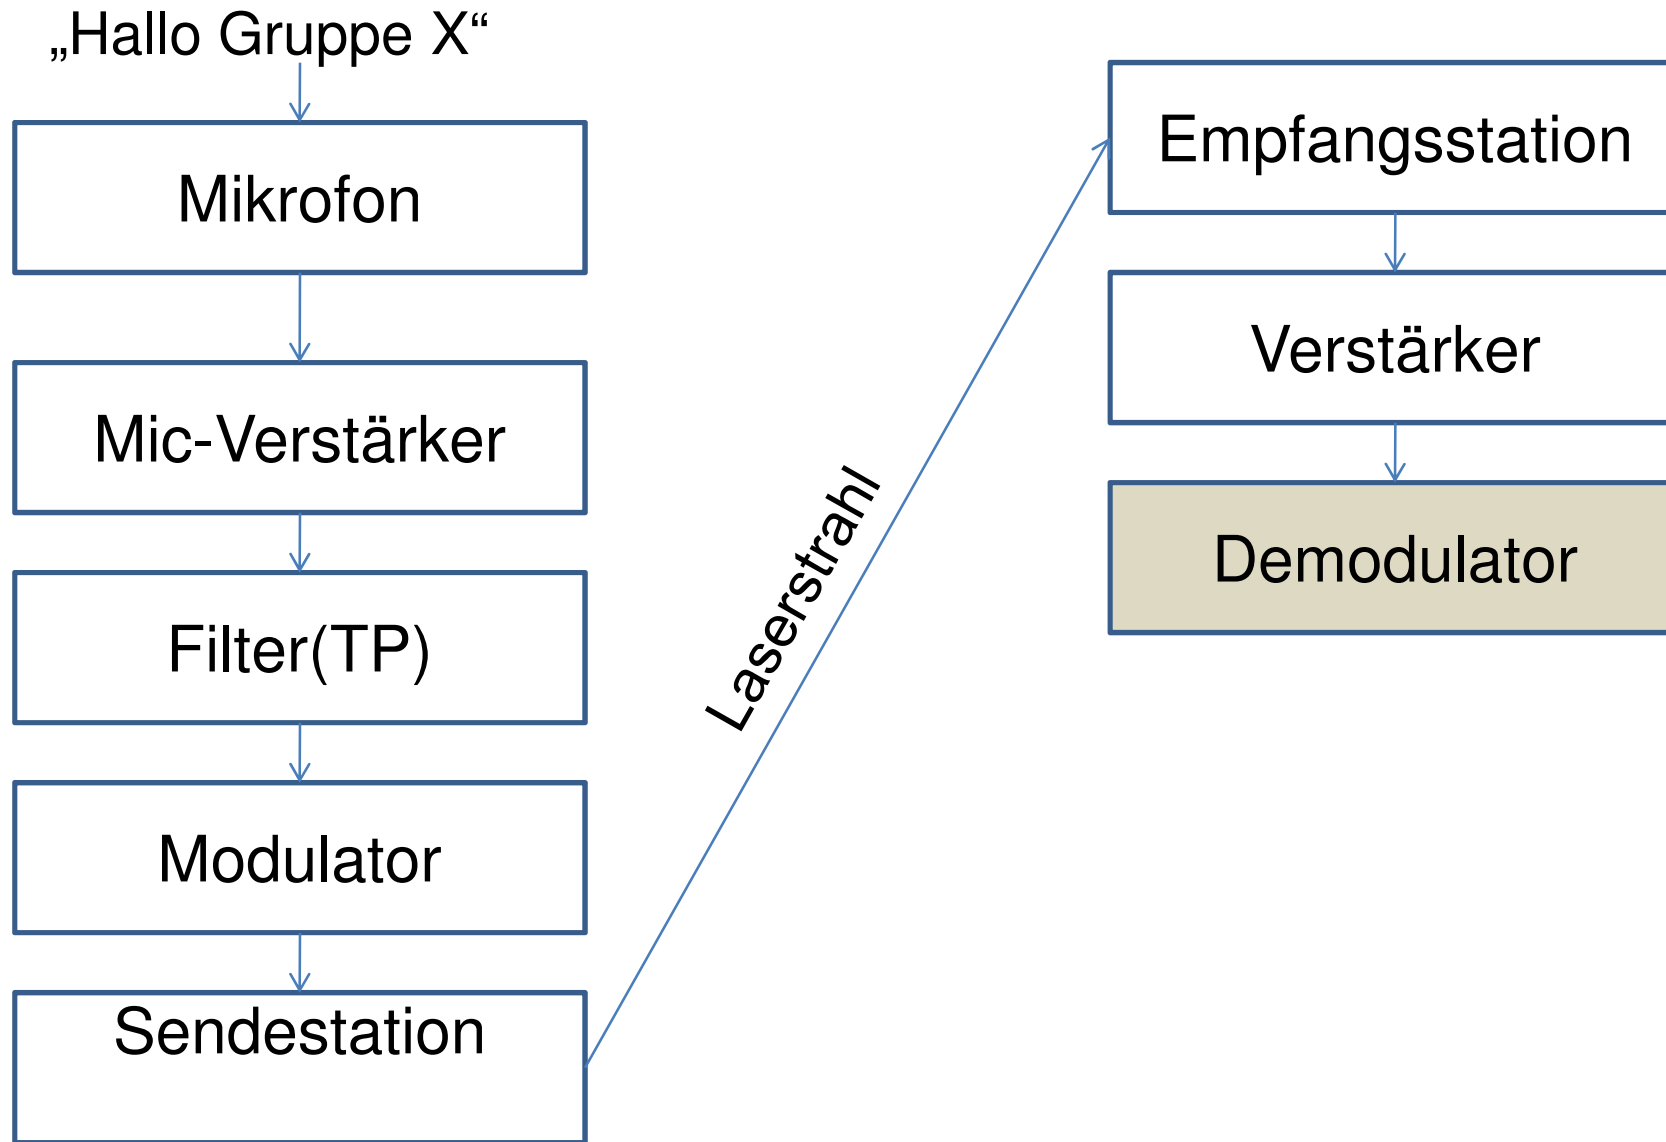 „Hallo Gruppe X“
Mikrofon
Mic-Verstärker
Filter(TP)
Modulator
Sendestation
Laserstrahl
Empfangsstation
Verstärker
Demodulator